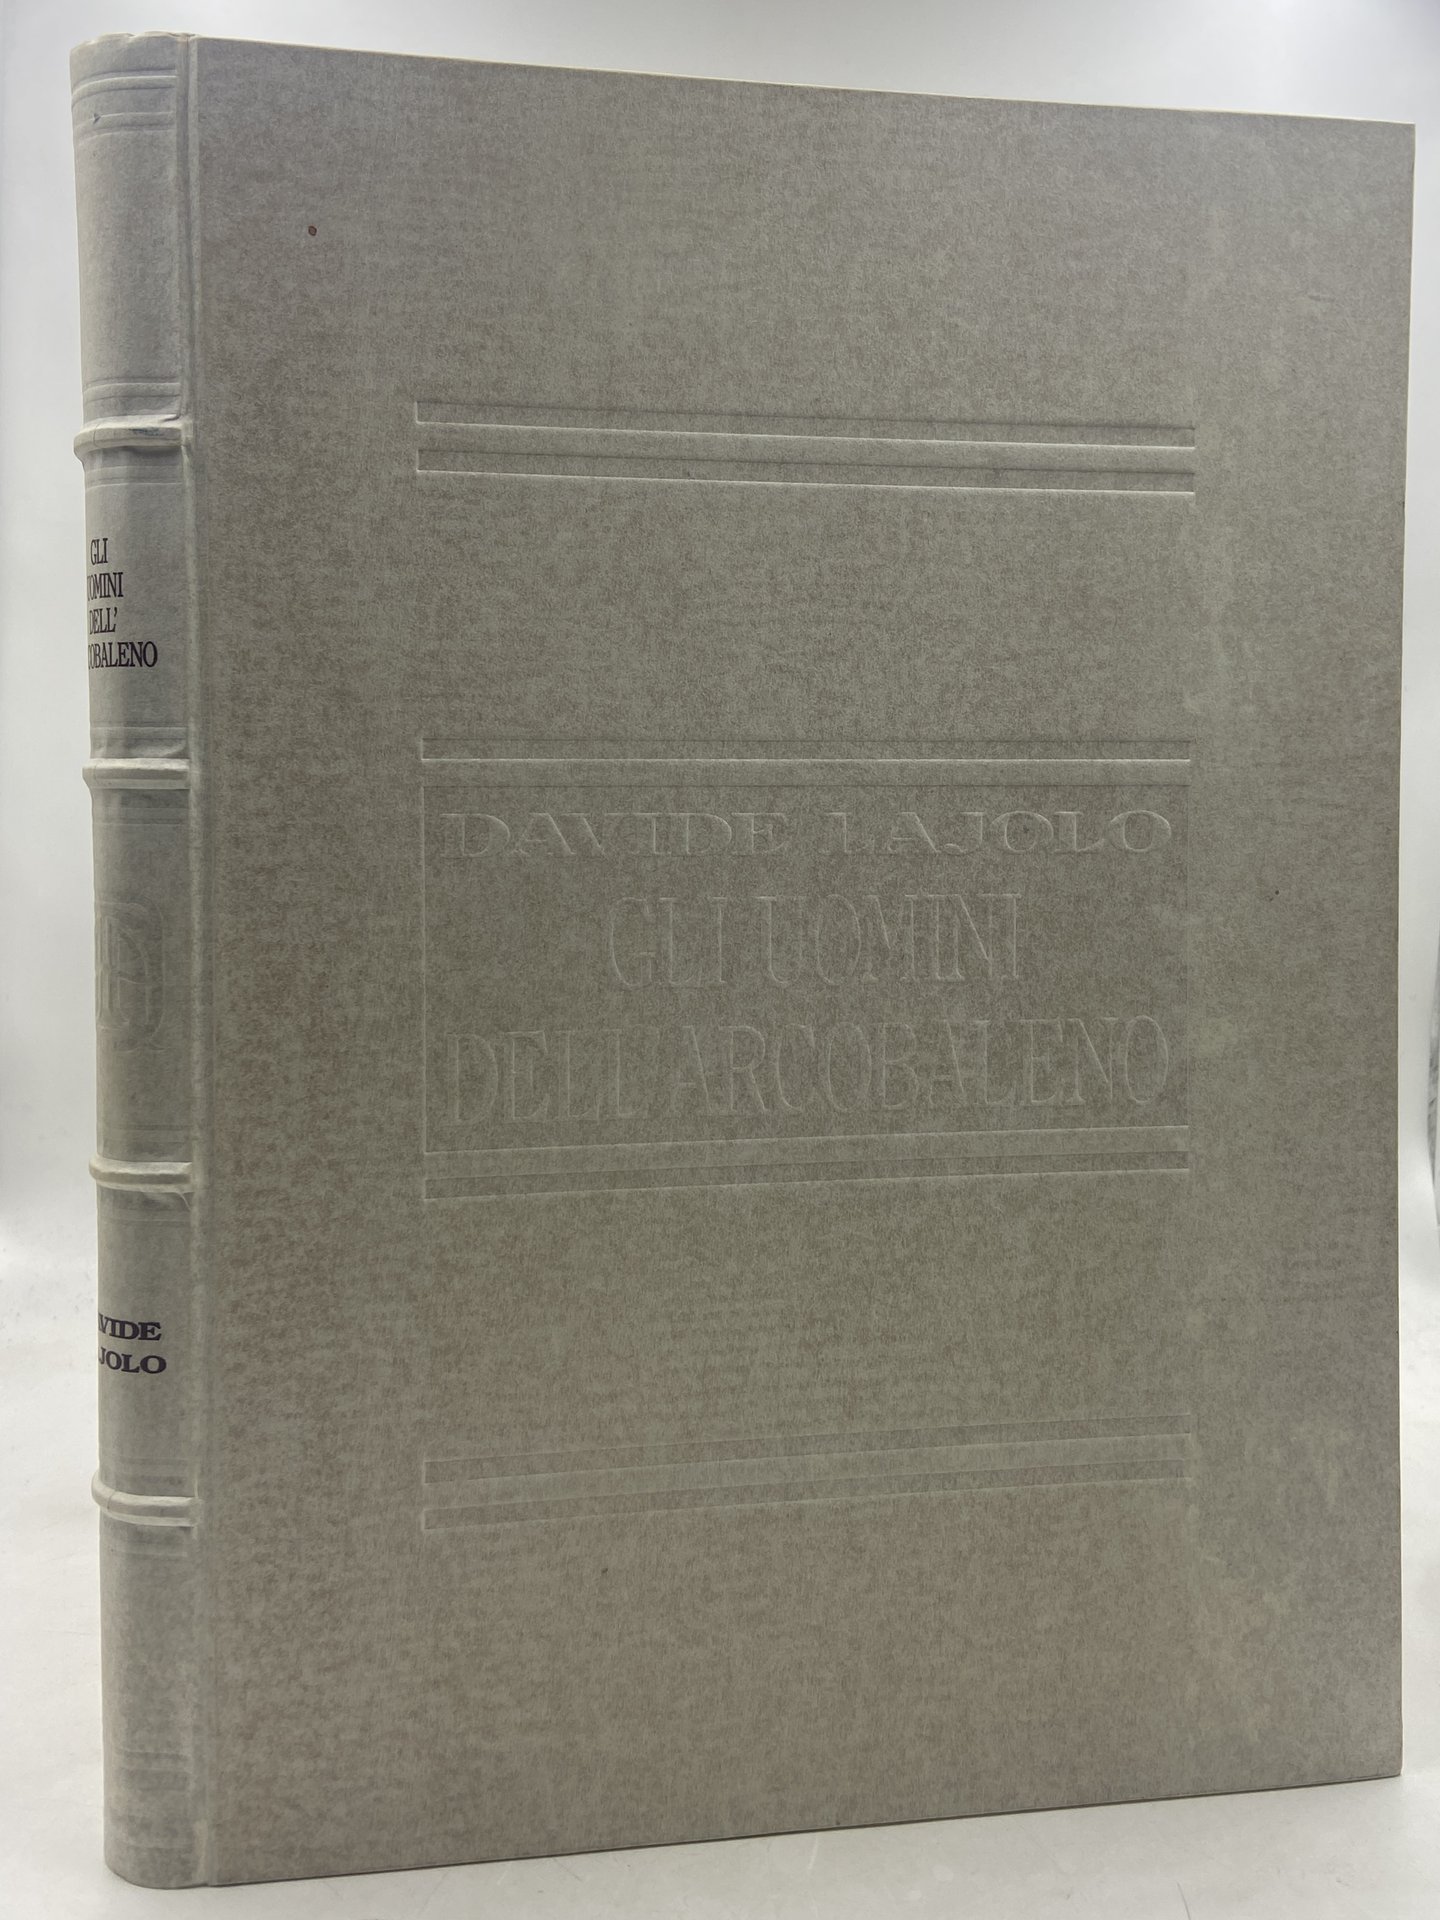 GLI
UOMINI
DELL'
COBALENO
VIDE
JOLO
DAVIDE LAJOLO
GLI UOMINI
DELL'ARCOBALENO